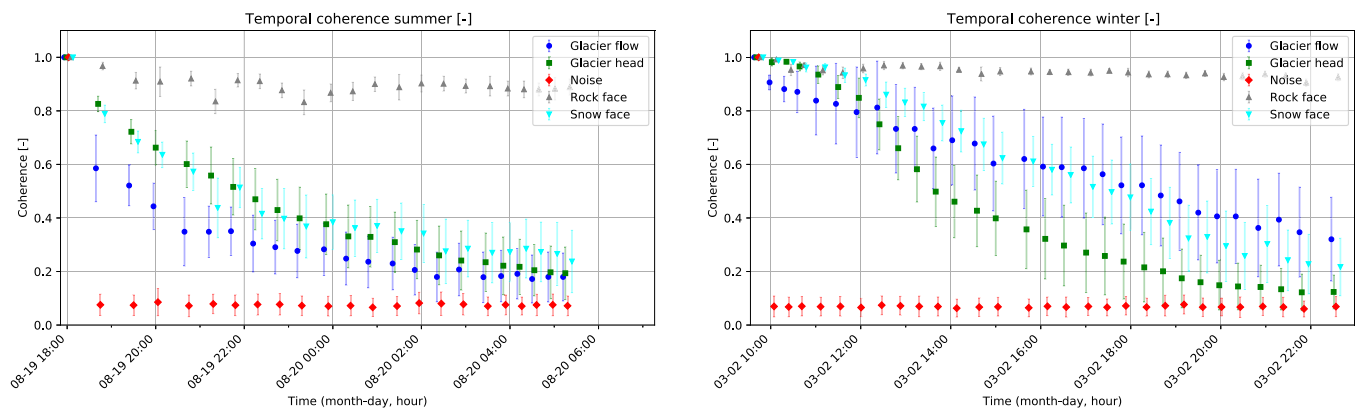 Temporal coherence summer [-]
1.0
0.8
0.6
0.4
0.2
0.0
Coherence [-]
Glacier flow
Glacier head
Noise
Rock face
Snow face
08-19 18:00
08-19 20:00
08-19 22:00
08-20 00:00
08-20 02:00
08-20 04:00
08-20 06:00
Time (month-day, hour)
Temporal coherence winter [-]
1.0
0.8
0.6
0.4
0.2
0.0
Coherence [-]
Glacier flow
Glacier head
Noise
Rock face
Snow face
03-02 10:00
03-02 12:00
03-02 14:00
03-02 16:00
03-02 18:00
03-02 20:00
03-02 22:00
Time (month-day, hour)